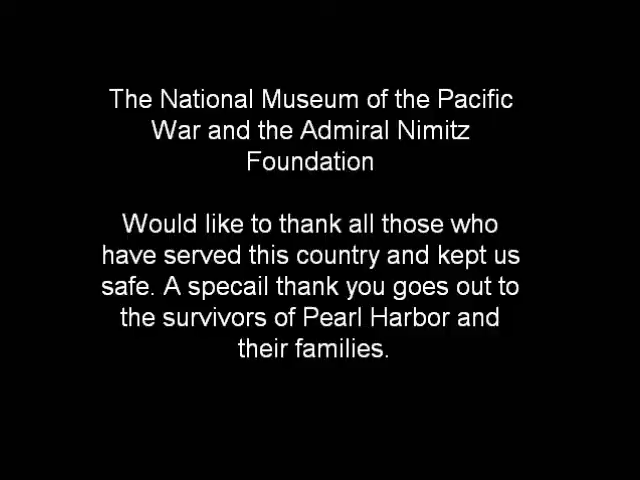 The National Museum of the Pacific
War and the Admiral Nimitz
Foundation
Would like to thank all those who
have served this country and kept us
safe. A specail thank you goes out to
the survivors of Pearl Harbor and
their families.